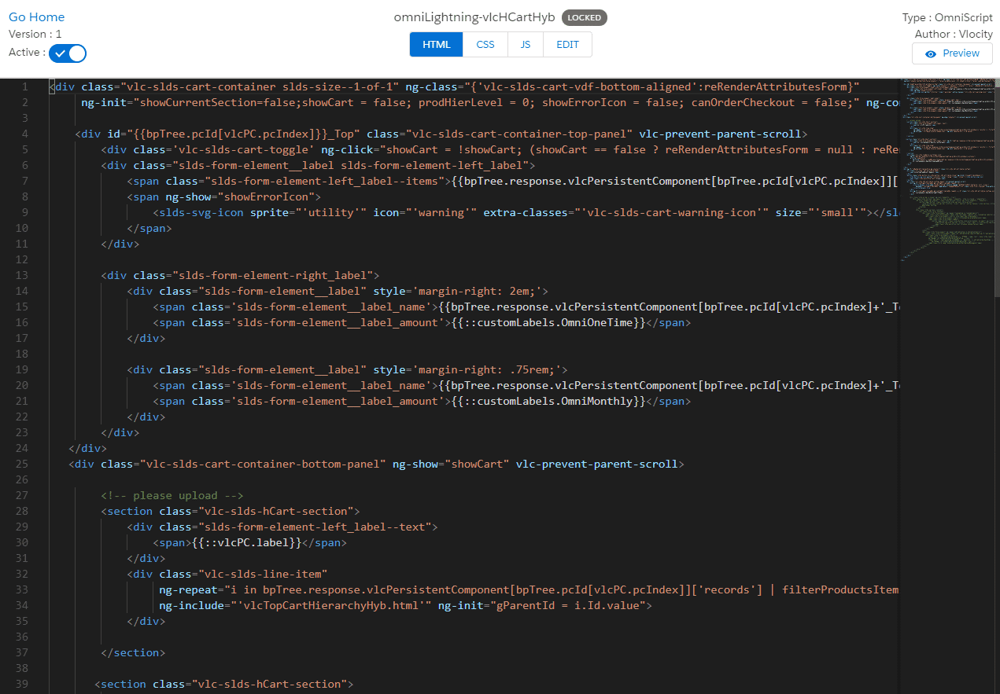 Go Home
omniLightning-vlcHCartHyb LOCKED
Type : OmniScript
Version : 1
Author : Vlocity
Active :
HTML CSS JS EDIT
Preview
1 <div class="vlc-slds-cart-container slds-size--1-of-1" ng-class="{'vlc-slds-cart-vdf-bottom-aligned':reRenderAttributesForm}"
2 ng-init="showCurrentSection=false;showCart = false; prodHierLevel = 0; showErrorIcon = false; canOrderCheckout = false;" ng-co
3
4 <div id="{{bpTree.pcId[vlcPC.pcIndex]}}_Top" class="vlc-slds-cart-container-top-panel" vlc-prevent-parent-scroll>
5 <div class='vlc-slds-cart-toggle' ng-click="showCart = !showCart; (showCart == false ? reRenderAttributesForm = null : reRe
6 <div class="slds-form-element__label slds-form-element-left_label">
7 <span class="slds-form-element-left_label--items">{{bpTree.response.vlcPersistentComponent[bpTree.pcId[vlcPC.pcIndex]][
8 <span ng-show="showErrorIcon">
9 <slds-svg-icon sprite="'utility'" icon="'warning'" extra-classes="'vlc-slds-cart-warning-icon'" size="'small'"></sl
10 </span>
11 </div>
12
13 <div class="slds-form-element-right_label">
14 <div class="slds-form-element__label" style='margin-right: 2em;'>
15 <span class='slds-form-element__label_name'>{{bpTree.response.vlcPersistentComponent[bpTree.pcId[vlcPC.pcIndex]+'_To
16 <span class='slds-form-element__label_amount'>{{::customLabels.OmniOneTime}}</span>
17 </div>
18
19 <div class="slds-form-element__label" style='margin-right: .75rem;'>
20 <span class='slds-form-element__label_name'>{{bpTree.response.vlcPersistentComponent[bpTree.pcId[vlcPC.pcIndex]+'_To
21 <span class='slds-form-element__label_amount'>{{::customLabels.OmniMonthly}}</span>
22 </div>
23 </div>
24 </div>
25 <div class="vlc-slds-cart-container-bottom-panel" ng-show="showCart" vlc-prevent-parent-scroll>
26
27 <!-- please upload -->
28 <section class="vlc-slds-hCart-section">
29 <div class="slds-form-element-left_label--text">
30 <span>{{::vlcPC.label}}</span>
31 </div>
32 <div class="vlc-slds-line-item"
33 ng-repeat="i in bpTree.response.vlcPersistentComponent[bpTree.pcId[vlcPC.pcIndex]]['records'] | filterProductsItem
34 ng-include="'vlcTopCartHierarchyHyb.html'" ng-init="gParentId = i.Id.value">
35 </div>
36
37 </section>
38
39 <section class="vlc-slds-hCart-section">